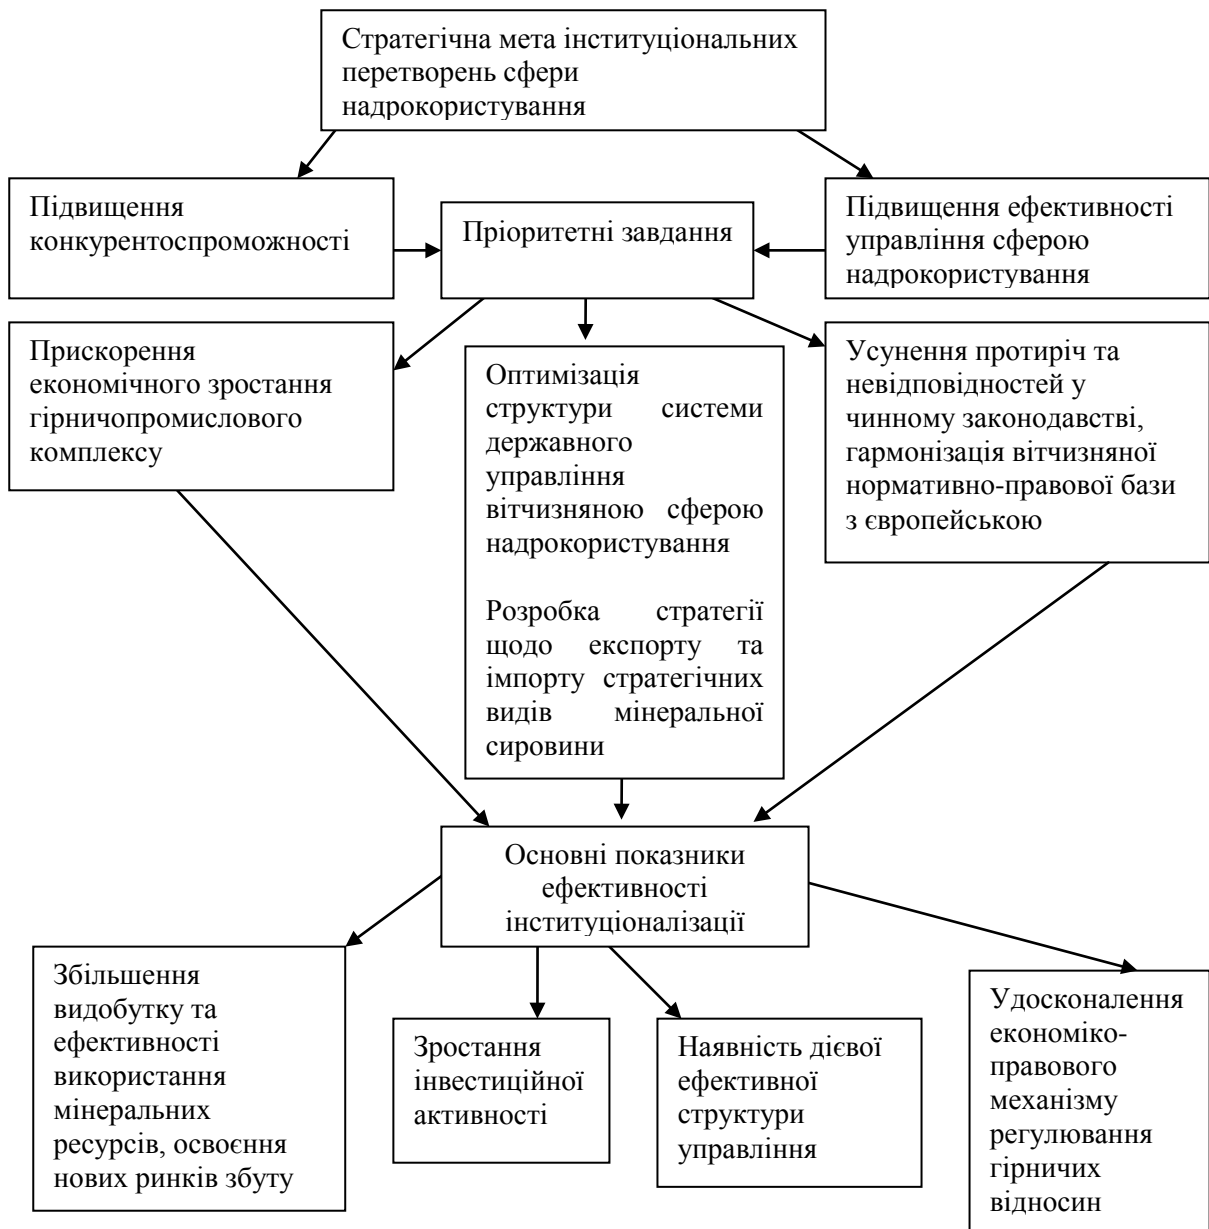 Стратегічна мета інституціональних
перетворень сфери
надрокористування
Підвищення
конкурентоспроможності
Пріоритетні завдання
Підвищення ефективності
управління сферою
надрокористування
Прискорення
економічного зростання
гірничопромислового
комплексу
Оптимізація
структури системи
державного
управління
вітчизняною сферою
надрокористування
Розробка стратегії
щодо експорту та
імпорту стратегічних
видів мінеральної
сировини
Усунення протиріч та
невідповідностей у
чинному законодавстві,
гармонізація вітчизняної
нормативно-правової бази
з європейською
Основні показники
ефективності
інституціоналізації
Збільшення
видобутку та
ефективності
використання
мінеральних
ресурсів, освоєння
нових ринків збуту
Зростання
інвестиційної
активності
Наявність дієвої
ефективної
структури
управління
Удосконалення
економіко-
правового
механізму
регулювання
гірничих
відносин